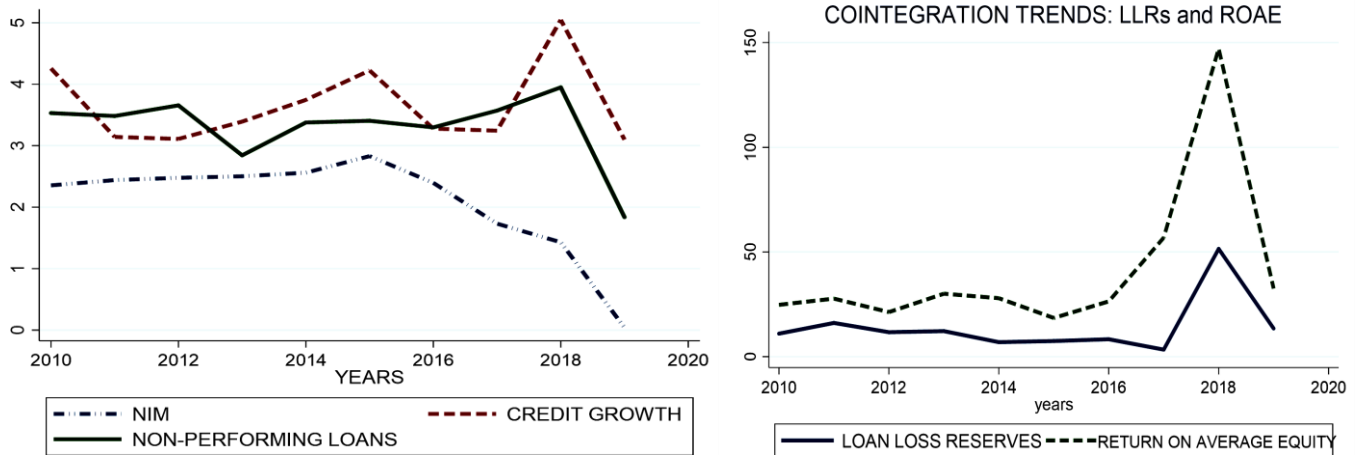 5
4
3
2
1
0
2010 2012 2014 2016 2018 2020
YEARS
NIM CREDIT GROWTH
NON-PERFORMING LOANS
COINTEGRATION TRENDS: LLRs and ROAE
150
100
50
0
2010 2012 2014 2016 2018 2020
years
LOAN LOSS RESERVES RETURN ON AVERAGE EQUITY